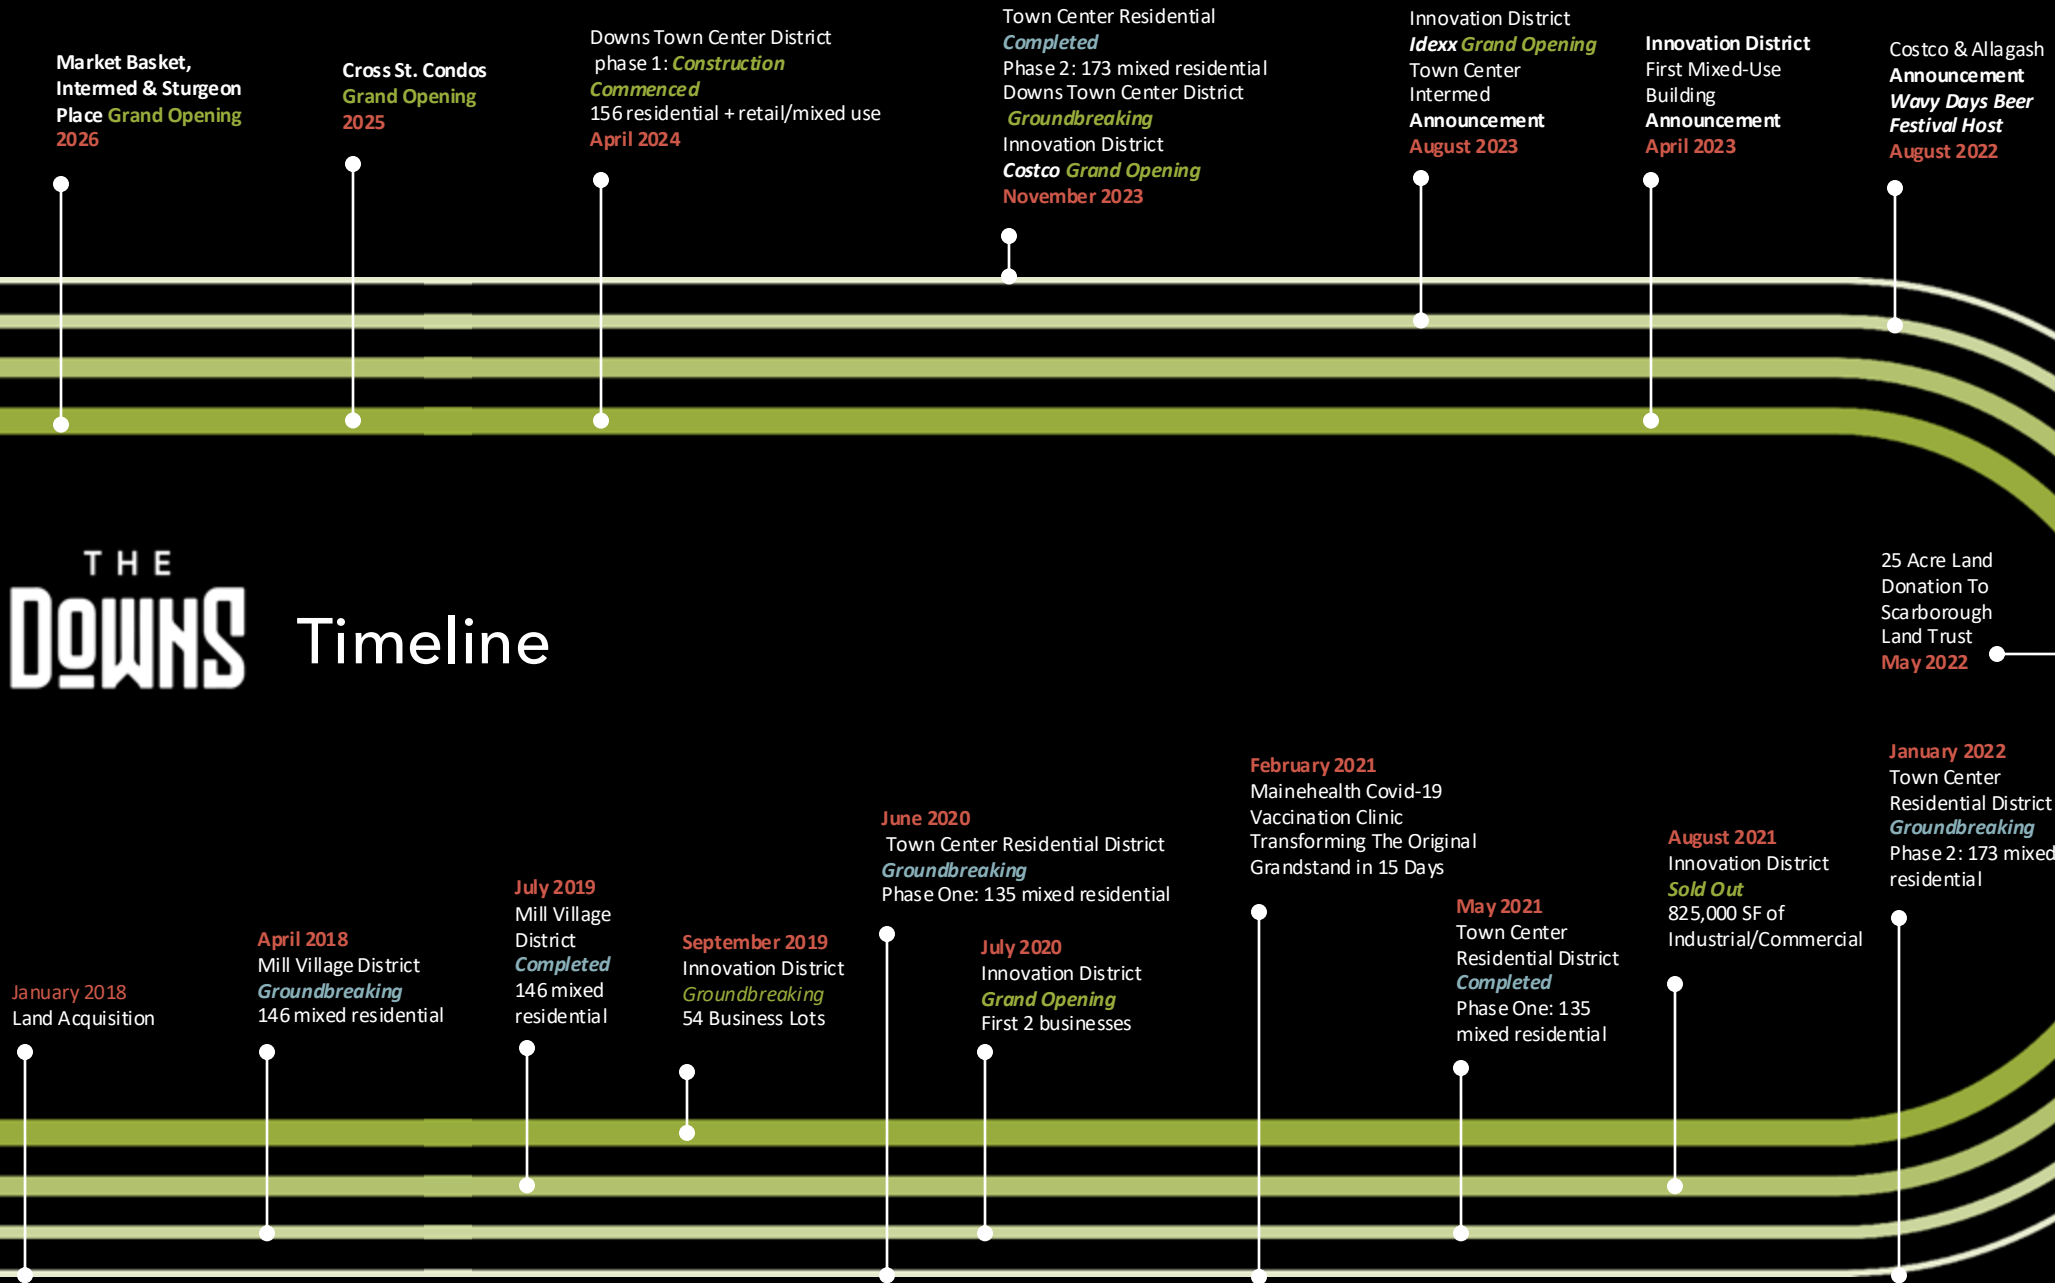 Market Basket,
Intermed & Sturgeon
Place Grand Opening
2026
Cross St. Condos
Grand Opening
2025
Downs Town Center District
phase 1: Construction
Commenced
156 residential + retail/mixed use
April 2024
Town Center Residential
Completed
Phase 2: 173 mixed residential
Downs Town Center District
Groundbreaking
Innovation District
Costco Grand Opening
November 2023
Innovation District
Idexx Grand Opening
Town Center
Intermed
Announcement
August 2023
Innovation District
First Mixed-Use
Building
Announcement
April 2023
Costco & Allagash
Announcement
Wavy Days Beer
Festival Host
August 2022
THE
DOWNS
Timeline
25 Acre Land
Donation To
Scarborough
Land Trust
May 2022
January 2018
Land Acquisition
April 2018
Mill Village District
Groundbreaking
146 mixed residential
July 2019
Mill Village
District
Completed
146 mixed
residential
September 2019
Innovation District
Groundbreaking
54 Business Lots
June 2020
Town Center Residential District
Groundbreaking
Phase One: 135 mixed residential
July 2020
Innovation District
Grand Opening
First 2 businesses
February 2021
Mainehealth Covid-19
Vaccination Clinic
Transforming The Original
Grandstand in 15 Days
May 2021
Town Center
Residential District
Completed
Phase One: 135
mixed residential
August 2021
Innovation District
Sold Out
825,000 SF of
Industrial/Commercial
January 2022
Town Center
Residential District
Groundbreaking
Phase 2: 173 mixed
residential